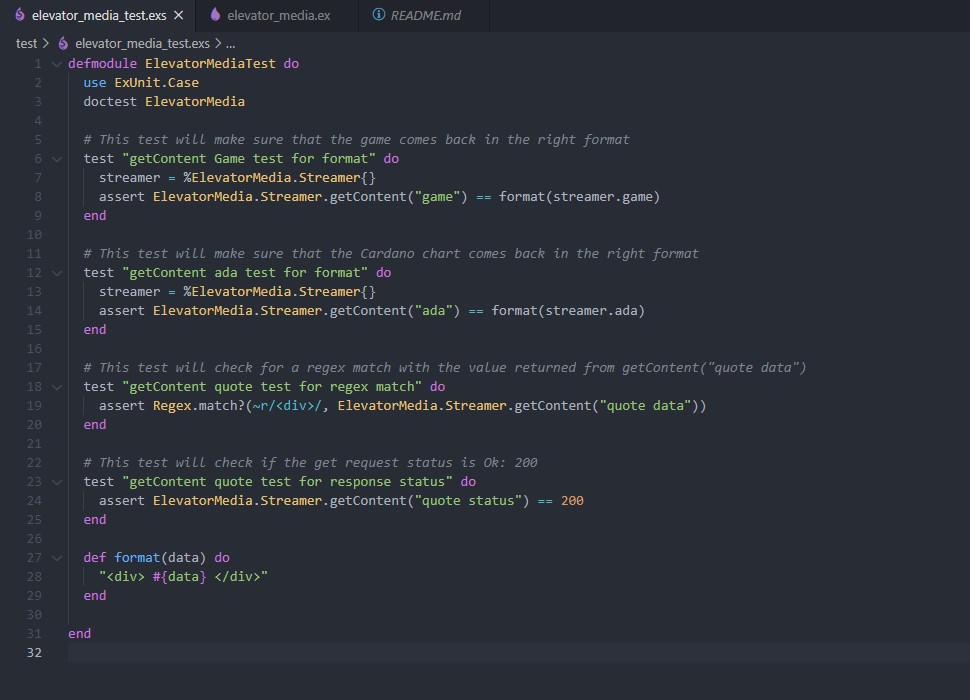 elevator_media_test.exs
elevator_media.ex
README.md
test > elevator_media_test.exs > ...
1 defmodule ElevatorMediaTest do
2 use ExUnit.Case
3 doctest ElevatorMedia
4
5 # This test will make sure that the game comes back in the right format
6 test "getContent Game test for format" do
7 streamer = %ElevatorMedia.Streamer{}
8 assert ElevatorMedia.Streamer.getContent("game") == format(streamer.game)
9 end
10
11 # This test will make sure that the Cardano chart comes back in the right format
12 test "getContent ada test for format" do
13 streamer = %ElevatorMedia.Streamer{}
14 assert ElevatorMedia.Streamer.getContent("ada") == format(streamer.ada)
15 end
16
17 # This test will check for a regex match with the value returned from getContent("quote data")
18 test "getContent quote test for regex match" do
19 assert Regex.match?(~r/<div>/, ElevatorMedia.Streamer.getContent("quote data"))
20 end
21
22 # This test will check if the get request status is Ok: 200
23 test "getContent quote test for response status" do
24 assert ElevatorMedia.Streamer.getContent("quote status") == 200
25 end
26
27 def format(data) do
28 "<div> #{data} </div>"
29 end
30
31 end
32